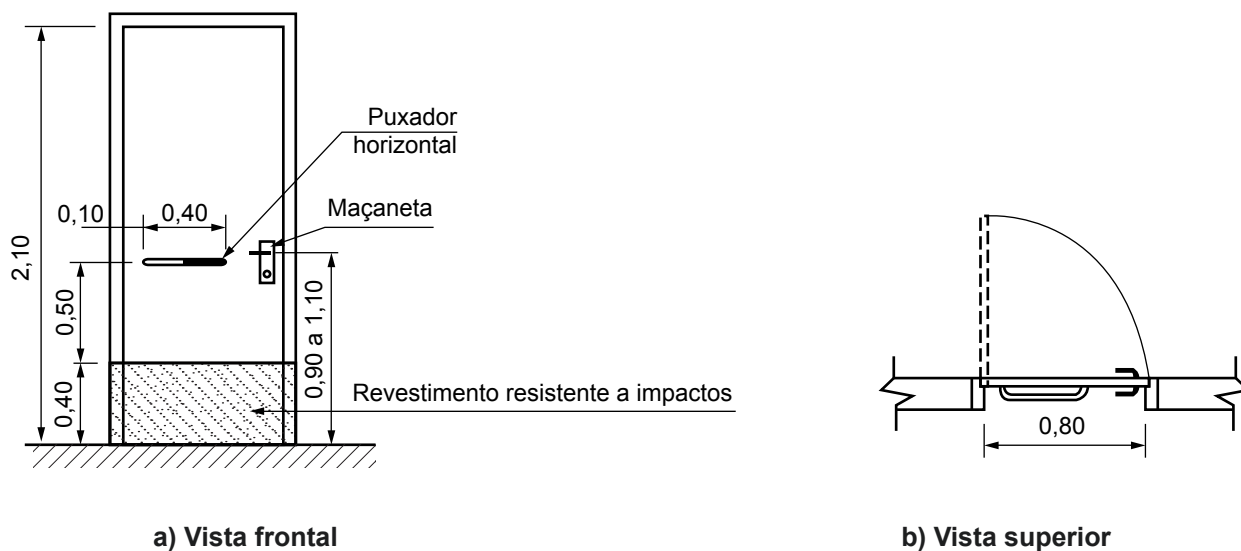 Puxador
horizontal
Maçaneta
0,10
0,40
2,10
0,50
0,90 a 1,10
0,40
Revestimento resistente a impactos
0,80
a) Vista frontal
b) Vista superior